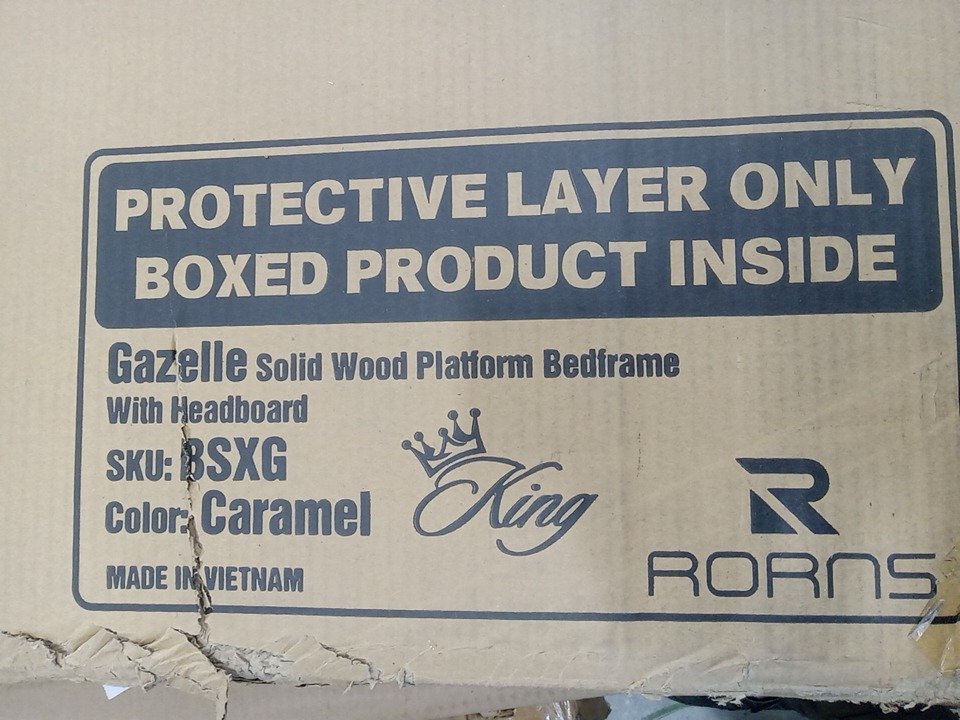 PROTECTIVE LAYER ONLY
BOXED PRODUCT INSIDE
Gazelle Solid Wood Platform Bedframe
With Headboard
SKU: BSXG
Color: Caramel
King
MADE IN VIETNAM
RORNS